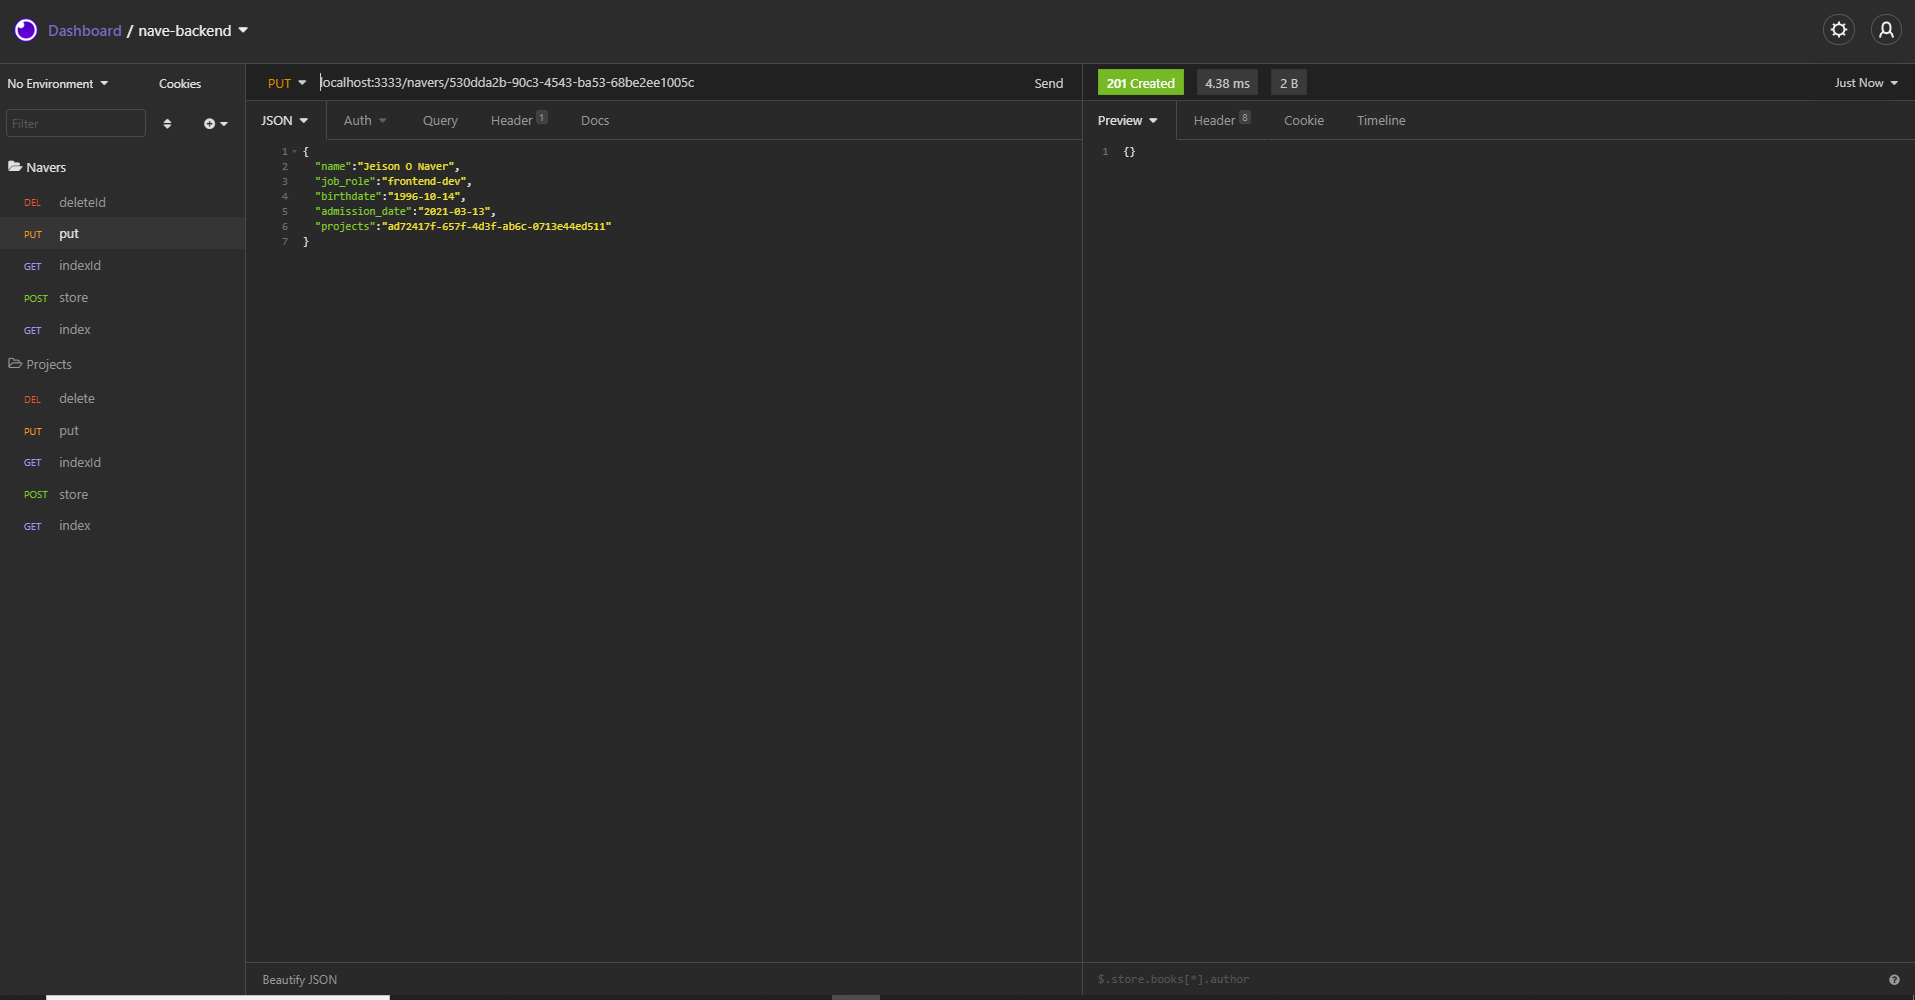 Dashboard / nave-backend
No Environment
Cookies
Filter
Navers
DEL deleteId
PUT put
GET indexId
POST store
GET index
Projects
DEL delete
PUT put
GET indexId
POST store
GET index
PUT localhost:3333/navers/530dda2b-90c3-4543-ba53-68be2ee1005c Send
JSON Auth Query Header 1 Docs
1 {
2 "name":"Jeison O Naver",
3 "job_role":"frontend-dev",
4 "birthdate":"1996-10-14",
5 "admission_date":"2021-03-13",
6 "projects":"ad72417f-657f-4d3f-ab6c-0713e44ed511"
7 }
Beautify JSON
201 Created 4.38 ms 2 B Just Now
Preview Header 8 Cookie Timeline
1 {}
$.store.books[*].author